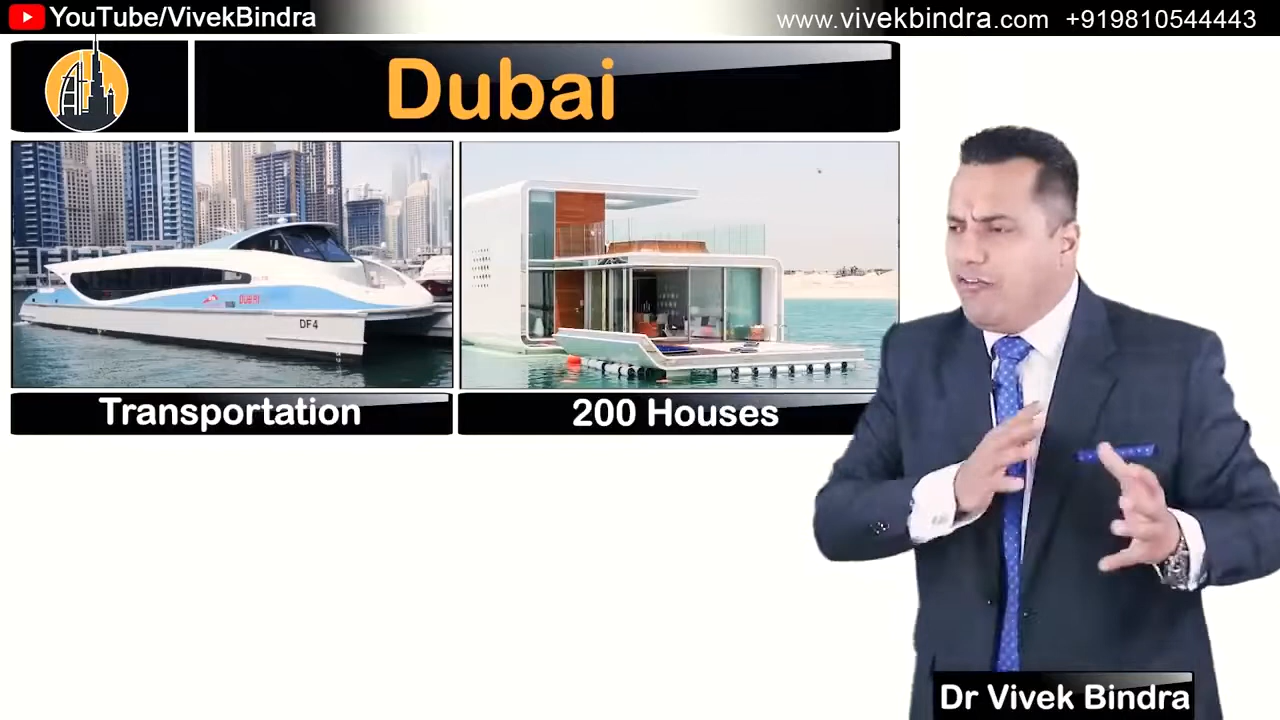 YouTube/VivekBindra
www.vivekbindra.com +919810544443
Dubai
DUBAI
DF4
Transportation
200 Houses
Dr Vivek Bindra